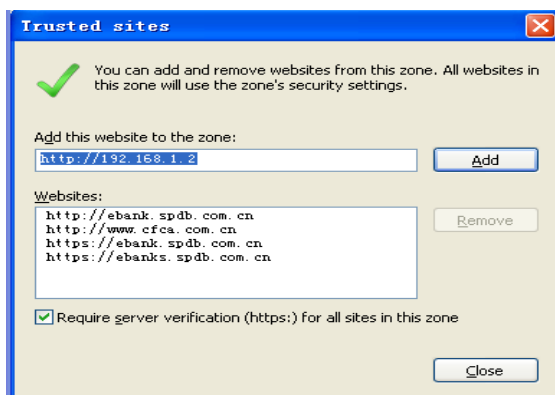 Trusted sites
You can add and remove websites from this zone. All websites in
this zone will use the zone's security settings.
Add this website to the zone:
http://192.168.1.2
Add
Websites:
http://ebank.spdb.com.cn
http://www.cfca.com.cn
https://ebank.spdb.com.cn
https://ebanks.spdb.com.cn
Remove
Require server verification (https:) for all sites in this zone
Close